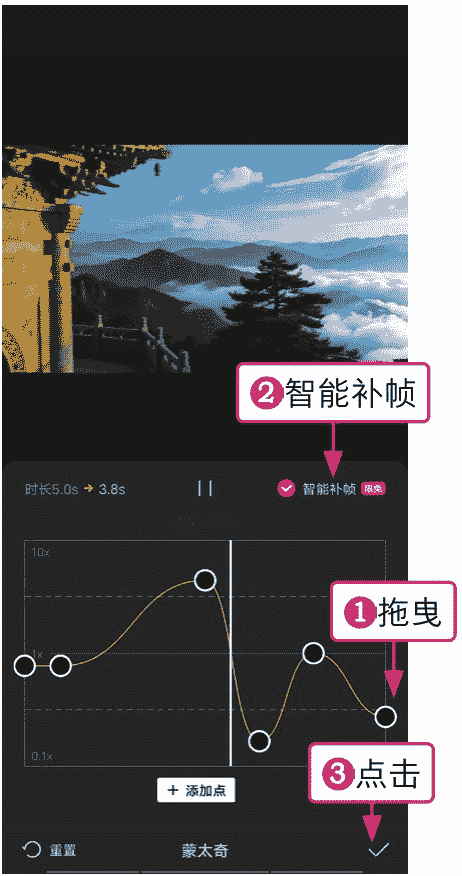 ❷智能补帧
时长5.0s → 3.8s
智能补帧 限免
10x
❶拖曳
1x
0.1x
❸点击
+ 添加点
重置
蒙太奇